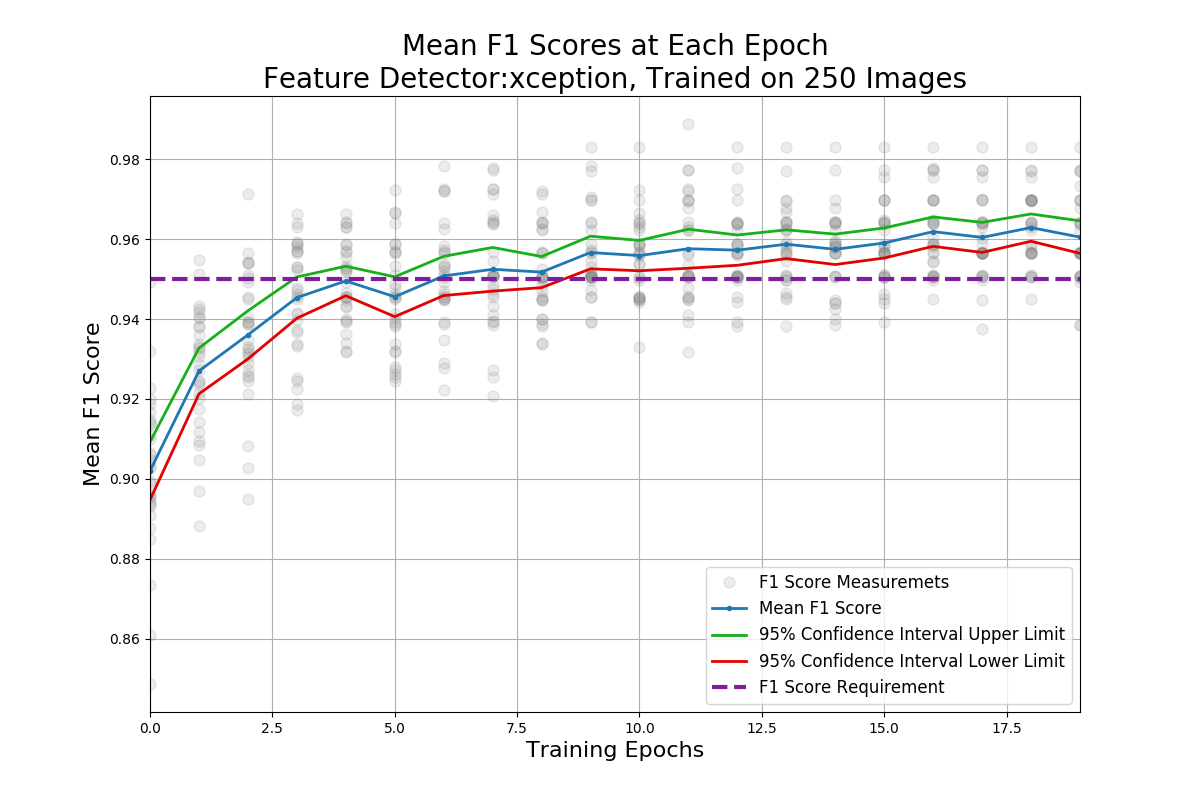 Mean F1 Scores at Each Epoch
Feature Detector:xception, Trained on 250 Images
Mean F1 Score
0.98
0.96
0.94
0.92
0.90
0.88
0.86
F1 Score Measuremets
Mean F1 Score
95% Confidence Interval Upper Limit
95% Confidence Interval Lower Limit
F1 Score Requirement
0.0 2.5 5.0 7.5 10.0 12.5 15.0 17.5
Training Epochs